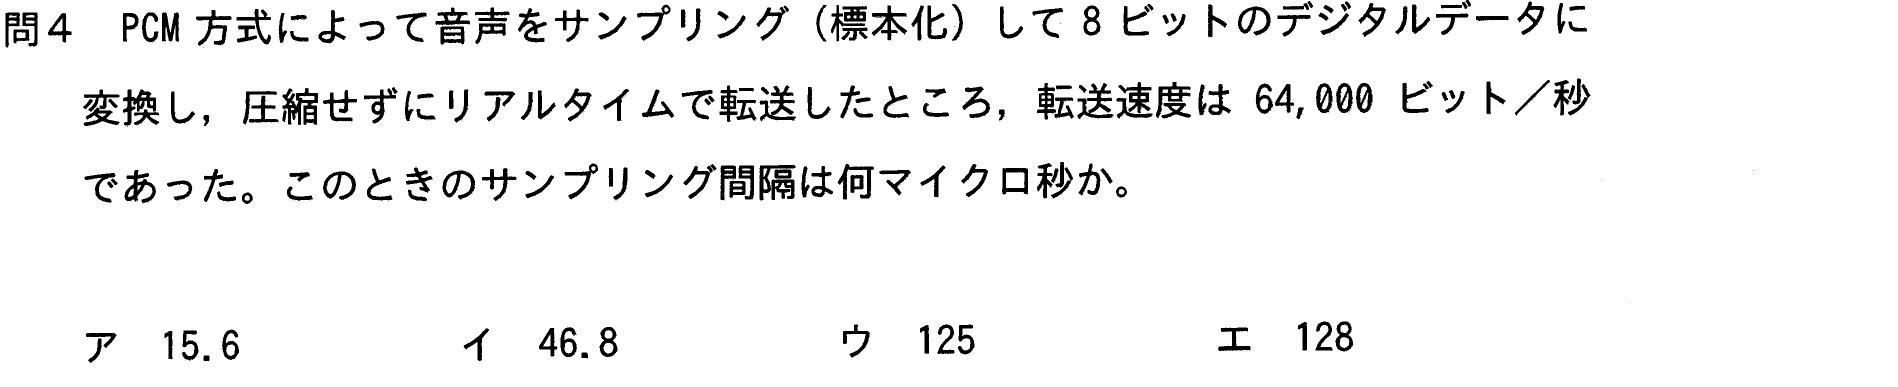 問４　PCM 方式によって音声をサンプリング（標本化）して 8 ビットのデジタルデータに
変換し，圧縮せずにリアルタイムで転送したところ，転送速度は 64,000 ビット／秒
であった。このときのサンプリング間隔は何マイクロ秒か。
ア　15.6　イ　46.8　ウ　125　エ　128